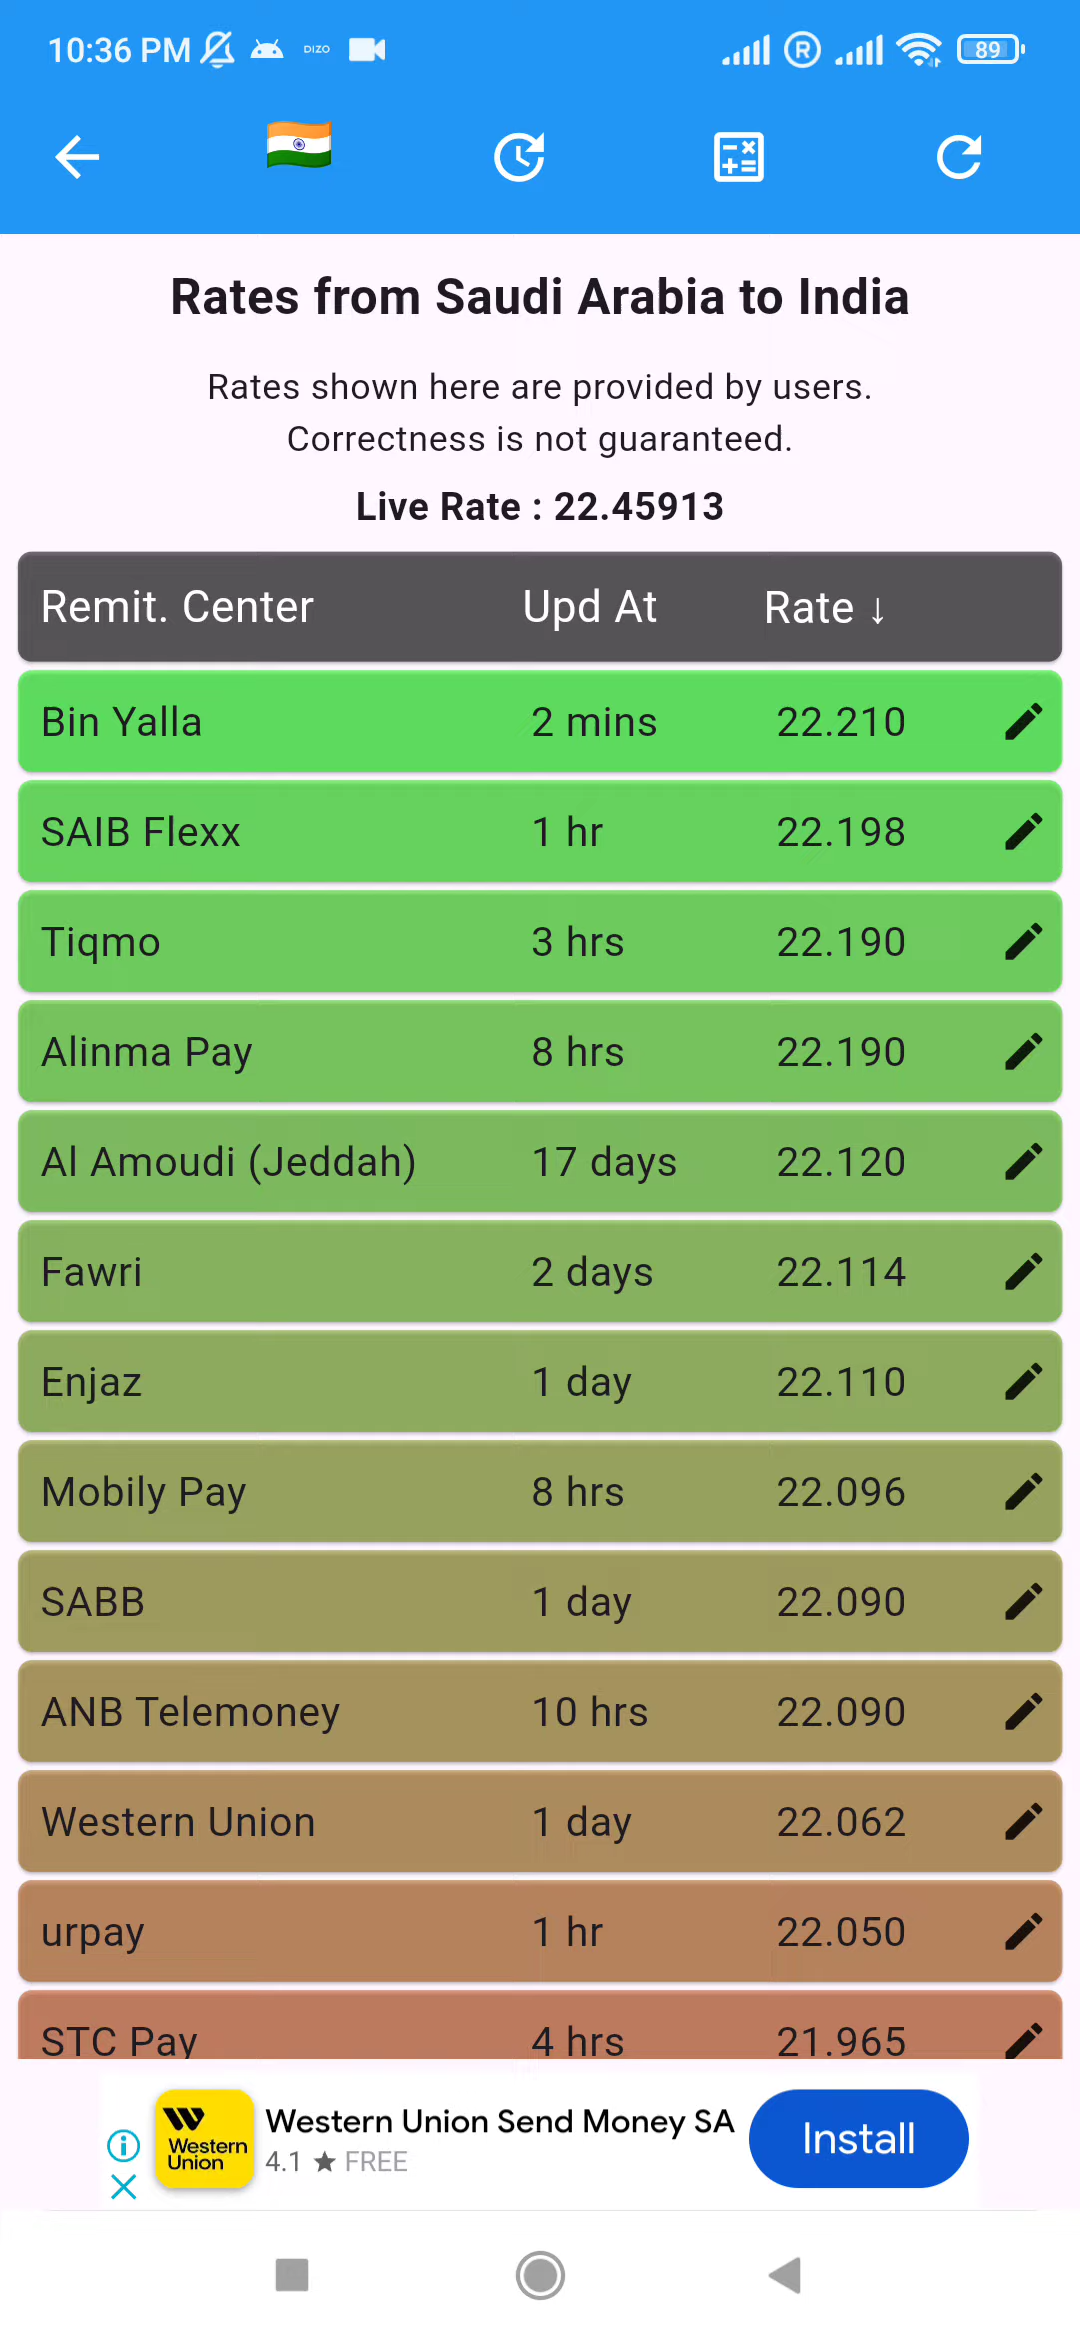 10:36 PM DIZO R 89
Rates from Saudi Arabia to India
Rates shown here are provided by users.
Correctness is not guaranteed.
Live Rate : 22.45913
Remit. Center Upd At Rate ↓
Bin Yalla 2 mins 22.210
SAIB Flexx 1 hr 22.198
Tiqmo 3 hrs 22.190
Alinma Pay 8 hrs 22.190
Al Amoudi (Jeddah) 17 days 22.120
Fawri 2 days 22.114
Enjaz 1 day 22.110
Mobily Pay 8 hrs 22.096
SABB 1 day 22.090
ANB Telemoney 10 hrs 22.090
Western Union 1 day 22.062
urpay 1 hr 22.050
STC Pay 4 hrs 21.965
W
Western
Union
Western Union Send Money SA
4.1 ★ FREE
Install